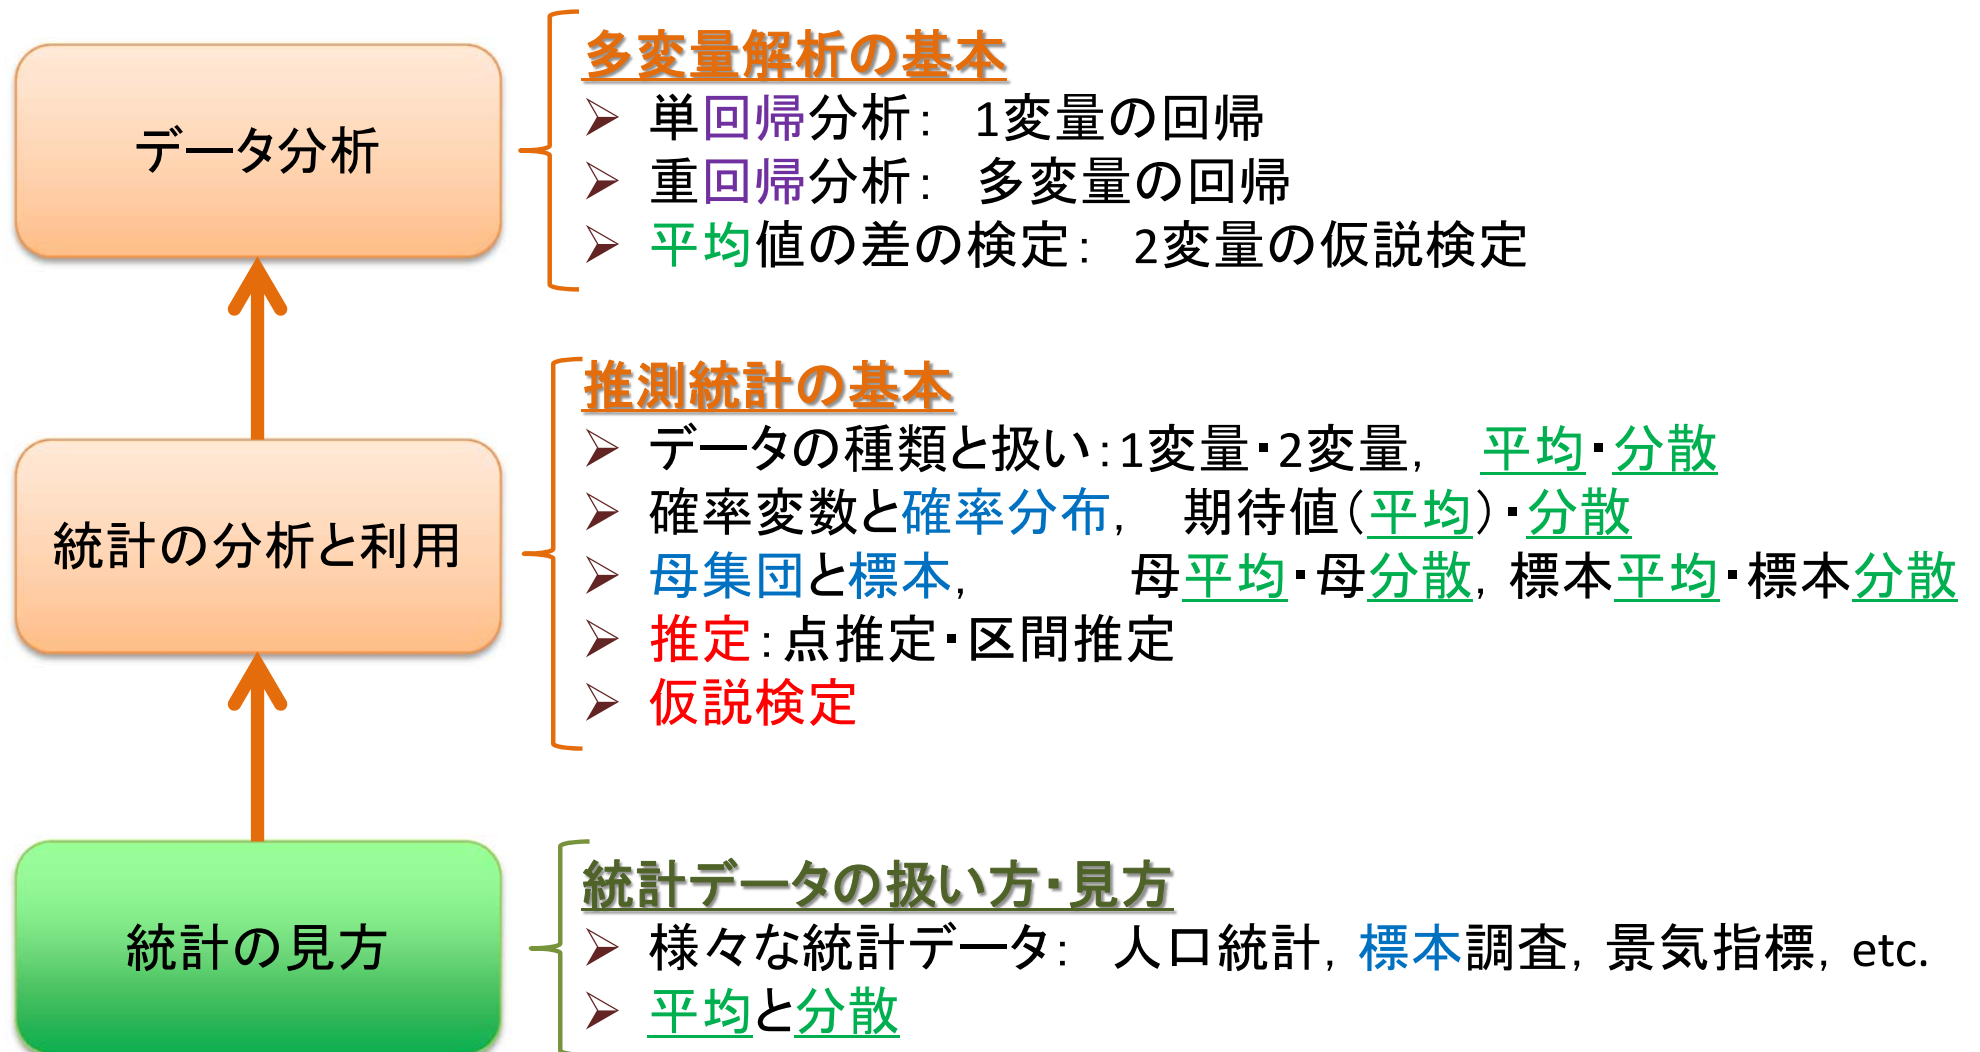 データ分析
多変量解析の基本
➢ 単回帰分析： 1変量の回帰
➢ 重回帰分析： 多変量の回帰
➢ 平均値の差の検定： 2変量の仮説検定
統計の分析と利用
推測統計の基本
➢ データの種類と扱い：1変量・2変量， 平均・分散
➢ 確率変数と確率分布， 期待値（平均）・分散
➢ 母集団と標本， 母平均・母分散，標本平均・標本分散
➢ 推定：点推定・区間推定
➢ 仮説検定
統計の見方
統計データの扱い方・見方
➢ 様々な統計データ： 人口統計，標本調査，景気指標，etc.
➢ 平均と分散